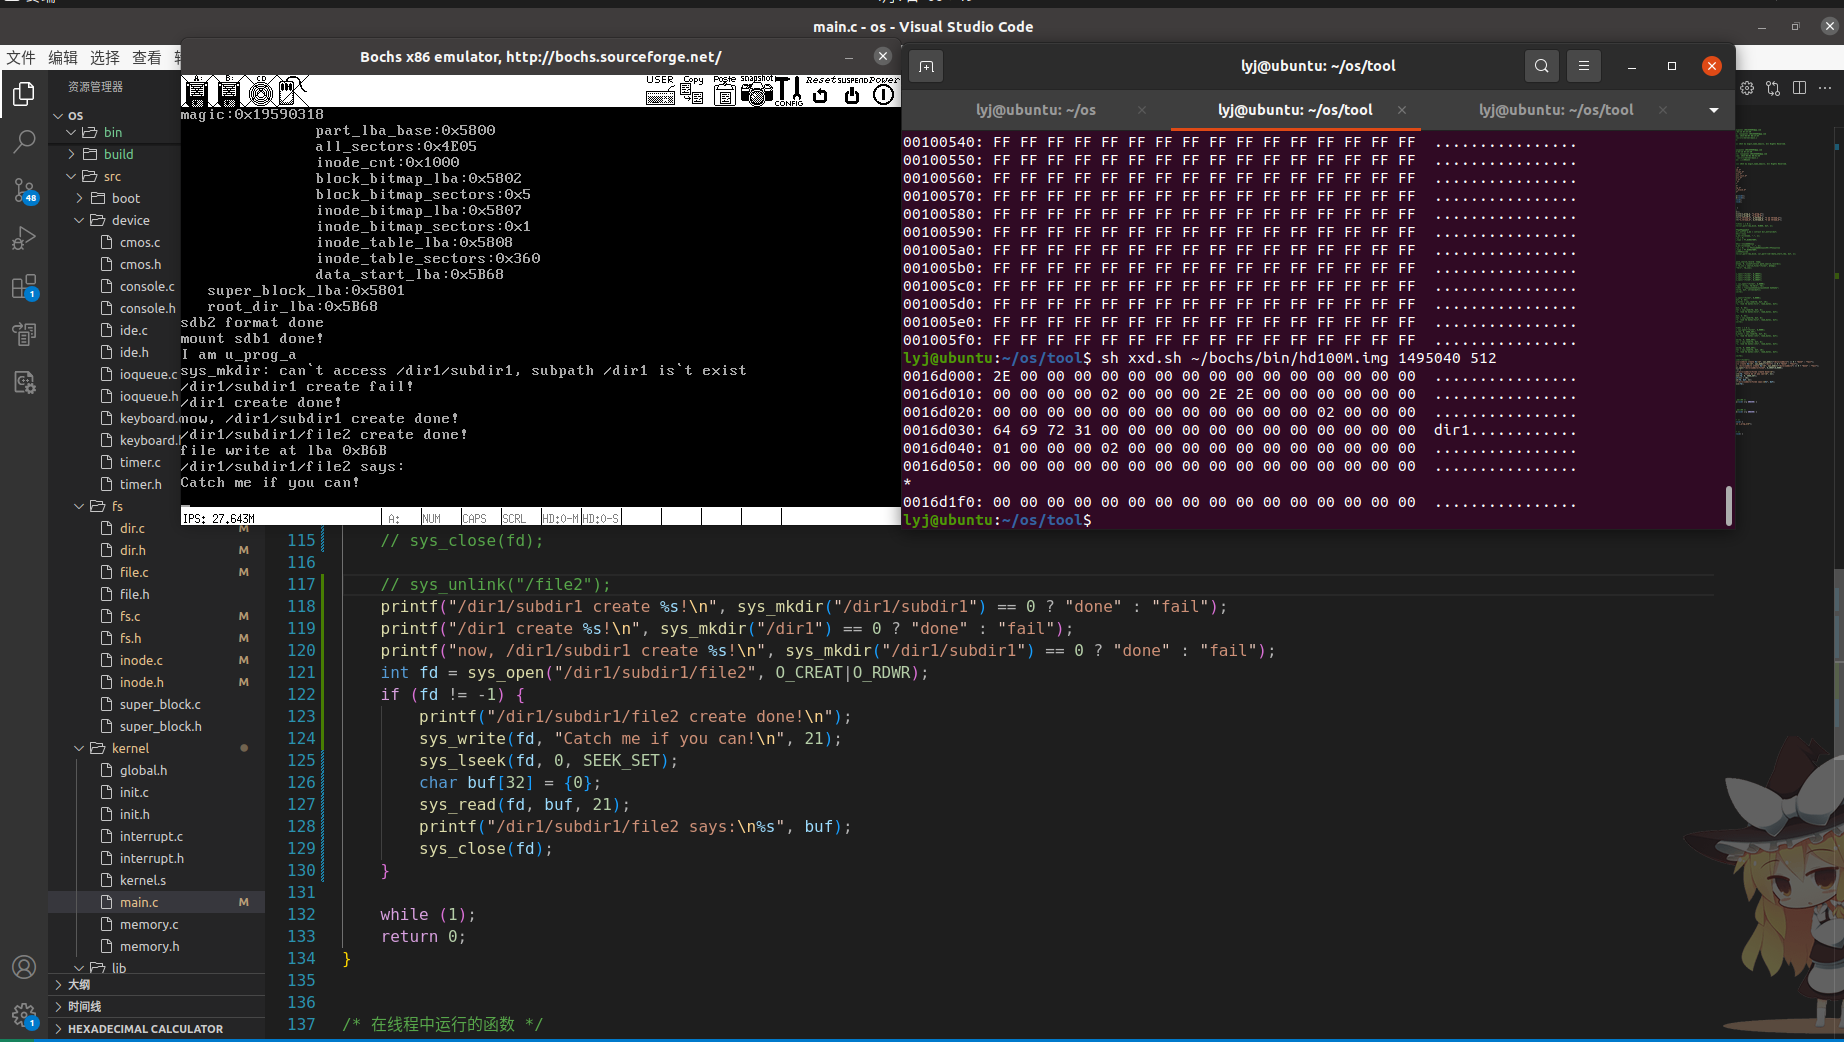 main.c - os - Visual Studio Code
文件 编辑 选择 查看
资源管理器
OS
bin
build
src
boot
device
cmos.c
cmos.h
console.c
console.h
ide.c
ide.h
ioqueue.c
ioqueue.h
keyboard.
keyboard.
timer.c
timer.h
fs
dir.c M
dir.h M
file.c M
file.h
fs.c M
fs.h M
inode.c M
inode.h M
super_block.c
super_block.h
kernel
global.h
init.c
init.h
interrupt.c
interrupt.h
kernel.s
main.c M
memory.c
memory.h
lib
大纲
时间线
HEXADECIMAL CALCULATOR
48
1
1
Bochs x86 emulator, http://bochs.sourceforge.net/
A: B: CD USER Copy Paste snapshot CONFIG Reset SUSPEND Power
magic:0x19590318
part_lba_base:0x5800
all_sectors:0x4E05
inode_cnt:0x1000
block_bitmap_lba:0x5802
block_bitmap_sectors:0x5
inode_bitmap_lba:0x5807
inode_bitmap_sectors:0x1
inode_table_lba:0x5808
inode_table_sectors:0x360
data_start_lba:0x5B68
super_block_lba:0x5801
root_dir_lba:0x5B68
sdb2 format done
mount sdb1 done!
I am u_prog_a
sys_mkdir: can`t access /dir1/subdir1, subpath /dir1 is`t exist
/dir1/subdir1 create fail!
/dir1 create done!
now, /dir1/subdir1 create done!
/dir1/subdir1/file2 create done!
file write at lba 0xB6B
/dir1/subdir1/file2 says:
Catch me if you can!
IPS: 27.643M A: NUM CAPS SCRL HD:0-M HD:0-S
lyj@ubuntu: ~/os/tool
lyj@ubuntu: ~/os × lyj@ubuntu: ~/os/tool × lyj@ubuntu: ~/os/tool ×
00100540: FF FF FF FF FF FF FF FF FF FF FF FF FF FF FF FF ................
00100550: FF FF FF FF FF FF FF FF FF FF FF FF FF FF FF FF ................
00100560: FF FF FF FF FF FF FF FF FF FF FF FF FF FF FF FF ................
00100570: FF FF FF FF FF FF FF FF FF FF FF FF FF FF FF FF ................
00100580: FF FF FF FF FF FF FF FF FF FF FF FF FF FF FF FF ................
00100590: FF FF FF FF FF FF FF FF FF FF FF FF FF FF FF FF ................
001005a0: FF FF FF FF FF FF FF FF FF FF FF FF FF FF FF FF ................
001005b0: FF FF FF FF FF FF FF FF FF FF FF FF FF FF FF FF ................
001005c0: FF FF FF FF FF FF FF FF FF FF FF FF FF FF FF FF ................
001005d0: FF FF FF FF FF FF FF FF FF FF FF FF FF FF FF FF ................
001005e0: FF FF FF FF FF FF FF FF FF FF FF FF FF FF FF FF ................
001005f0: FF FF FF FF FF FF FF FF FF FF FF FF FF FF FF FF ................
lyj@ubuntu:~/os/tool$ sh xxd.sh ~/bochs/bin/hd100M.img 1495040 512
0016d000: 2E 00 00 00 00 00 00 00 00 00 00 00 00 00 00 00 ................
0016d010: 00 00 00 00 02 00 00 00 2E 2E 00 00 00 00 00 00 ................
0016d020: 00 00 00 00 00 00 00 00 00 00 00 00 02 00 00 00 ................
0016d030: 64 69 72 31 00 00 00 00 00 00 00 00 00 00 00 00 dir1............
0016d040: 01 00 00 00 02 00 00 00 00 00 00 00 00 00 00 00 ................
0016d050: 00 00 00 00 00 00 00 00 00 00 00 00 00 00 00 00 ................
*
0016d1f0: 00 00 00 00 00 00 00 00 00 00 00 00 00 00 00 00 ................
lyj@ubuntu:~/os/tool$
115 // sys_close(fd);
116
117 // sys_unlink("/file2");
118 printf("/dir1/subdir1 create %s!\n", sys_mkdir("/dir1/subdir1") == 0 ? "done" : "fail");
119 printf("/dir1 create %s!\n", sys_mkdir("/dir1") == 0 ? "done" : "fail");
120 printf("now, /dir1/subdir1 create %s!\n", sys_mkdir("/dir1/subdir1") == 0 ? "done" : "fail");
121 int fd = sys_open("/dir1/subdir1/file2", O_CREAT|O_RDWR);
122 if (fd != -1) {
123 printf("/dir1/subdir1/file2 create done!\n");
124 sys_write(fd, "Catch me if you can!\n", 21);
125 sys_lseek(fd, 0, SEEK_SET);
126 char buf[32] = {0};
127 sys_read(fd, buf, 21);
128 printf("/dir1/subdir1/file2 says:\n%s", buf);
129 sys_close(fd);
130 }
131
132 while (1);
133 return 0;
134 }
135
136
137 /* 在线程中运行的函数 */